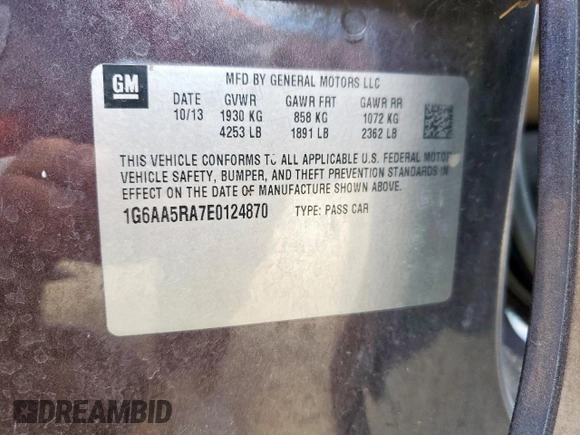 GM
MFD BY GENERAL MOTORS LLC
DATE GVWR GAWR FRT GAWR RR
10/13 1930 KG 858 KG 1072 KG
4253 LB 1891 LB 2362 LB
THIS VEHICLE CONFORMS TO ALL APPLICABLE U.S. FEDERAL MOTOR
VEHICLE SAFETY, BUMPER, AND THEFT PREVENTION STANDARDS IN
EFFECT ON THE DATE OF MANUFACTURE SHOWN ABOVE.
1G6AA5RA7E0124870 TYPE: PASS CAR
DREAMBID